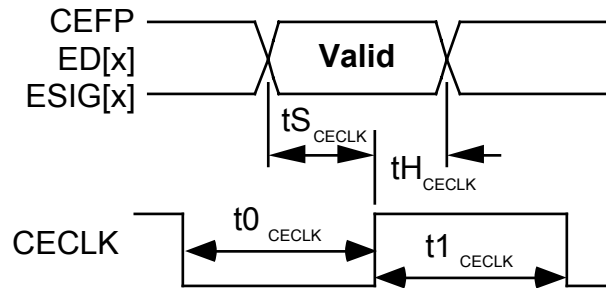 CEFP
ED[x] Valid
ESIG[x]
tS CECLK
tH CECLK
CECLK t0 CECLK t1 CECLK